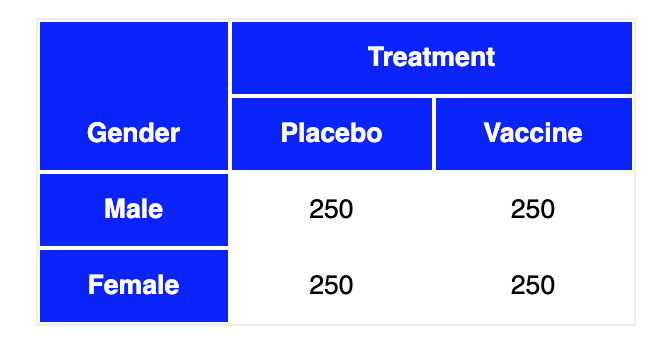 Treatment
Gender Placebo Vaccine
Male 250 250
Female 250 250